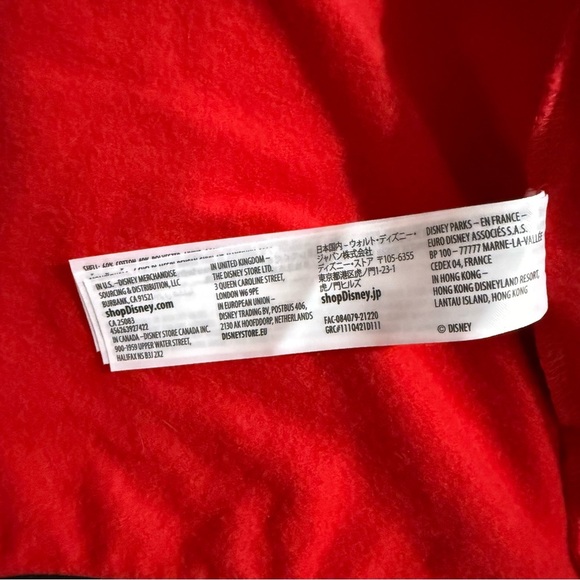 SHELL: 60% COTTON AND
IN U.S.–DISNEY MERCHANDISE
SOURCING & DISTRIBUTION, LLC
BURBANK, CA 91521
shopDisney.com
CA 25083
456262927422
IN CANADA – DISNEY STORE CANADA INC.
900-1959 UPPER WATER STREET,
HALIFAX NS B3J 2X2
IN UNITED KINGDOM –
THE DISNEY STORE LTD.
3 QUEEN CAROLINE STREET,
LONDON W6 9PE
IN EUROPEAN UNION –
DISNEY TRADING BV, POSTBUS 406,
2130 AK HOOFDDORP, NETHERLANDS
DISNEYSTORE.EU
日本国内 – ウォルト・ディズニー・
ジャパン株式会社
ディズニー・ストア 〒105-6355
東京都港区虎ノ門1-23-1
虎ノ門ヒルズ
shopDisney.jp
FAC-084079-21220
GRC#111Q421D111
DISNEY PARKS – EN FRANCE –
EURO DISNEY ASSOCIÉS S.A.S.
BP 100 – 77777 MARNE-LA-VALLÉE
CEDEX 04, FRANCE
IN HONG KONG –
HONG KONG DISNEYLAND RESORT,
LANTAU ISLAND, HONG KONG
© DISNEY